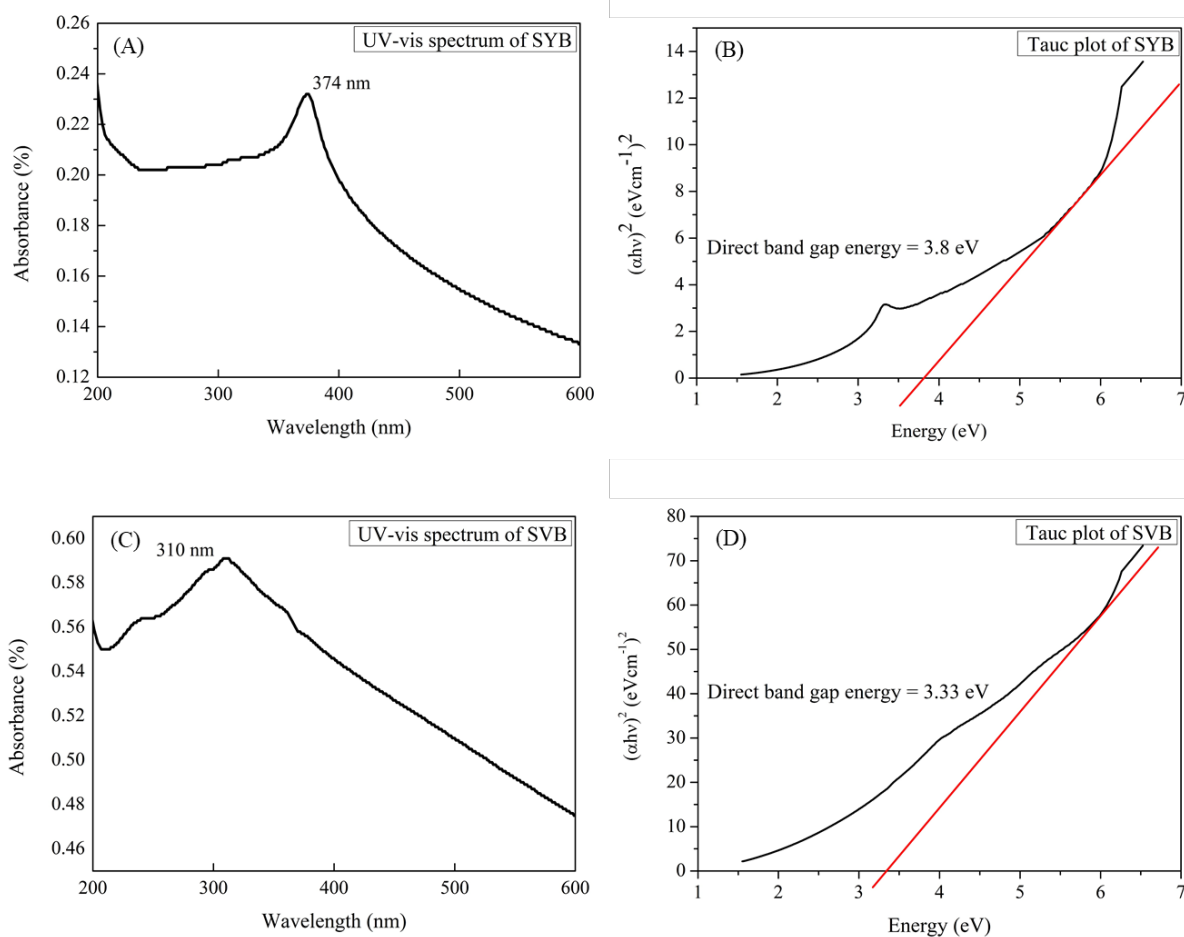 (A)
UV-vis spectrum of SYB
374 nm
0.26
0.24
0.22
0.20
0.18
0.16
0.14
0.12
Absorbance (%)
200
300
400
500
600
Wavelength (nm)
(B)
Tauc plot of SYB
Direct band gap energy = 3.8 eV
14
12
10
8
6
4
2
0
(αhν)² (eVcm⁻¹)²
1
2
3
4
5
6
7
Energy (eV)
(C)
UV-vis spectrum of SVB
310 nm
0.60
0.58
0.56
0.54
0.52
0.50
0.48
0.46
Absorbance (%)
200
300
400
500
600
Wavelength (nm)
(D)
Tauc plot of SVB
Direct band gap energy = 3.33 eV
80
70
60
50
40
30
20
10
0
(αhν)² (eVcm⁻¹)²
1
2
3
4
5
6
7
Energy (eV)